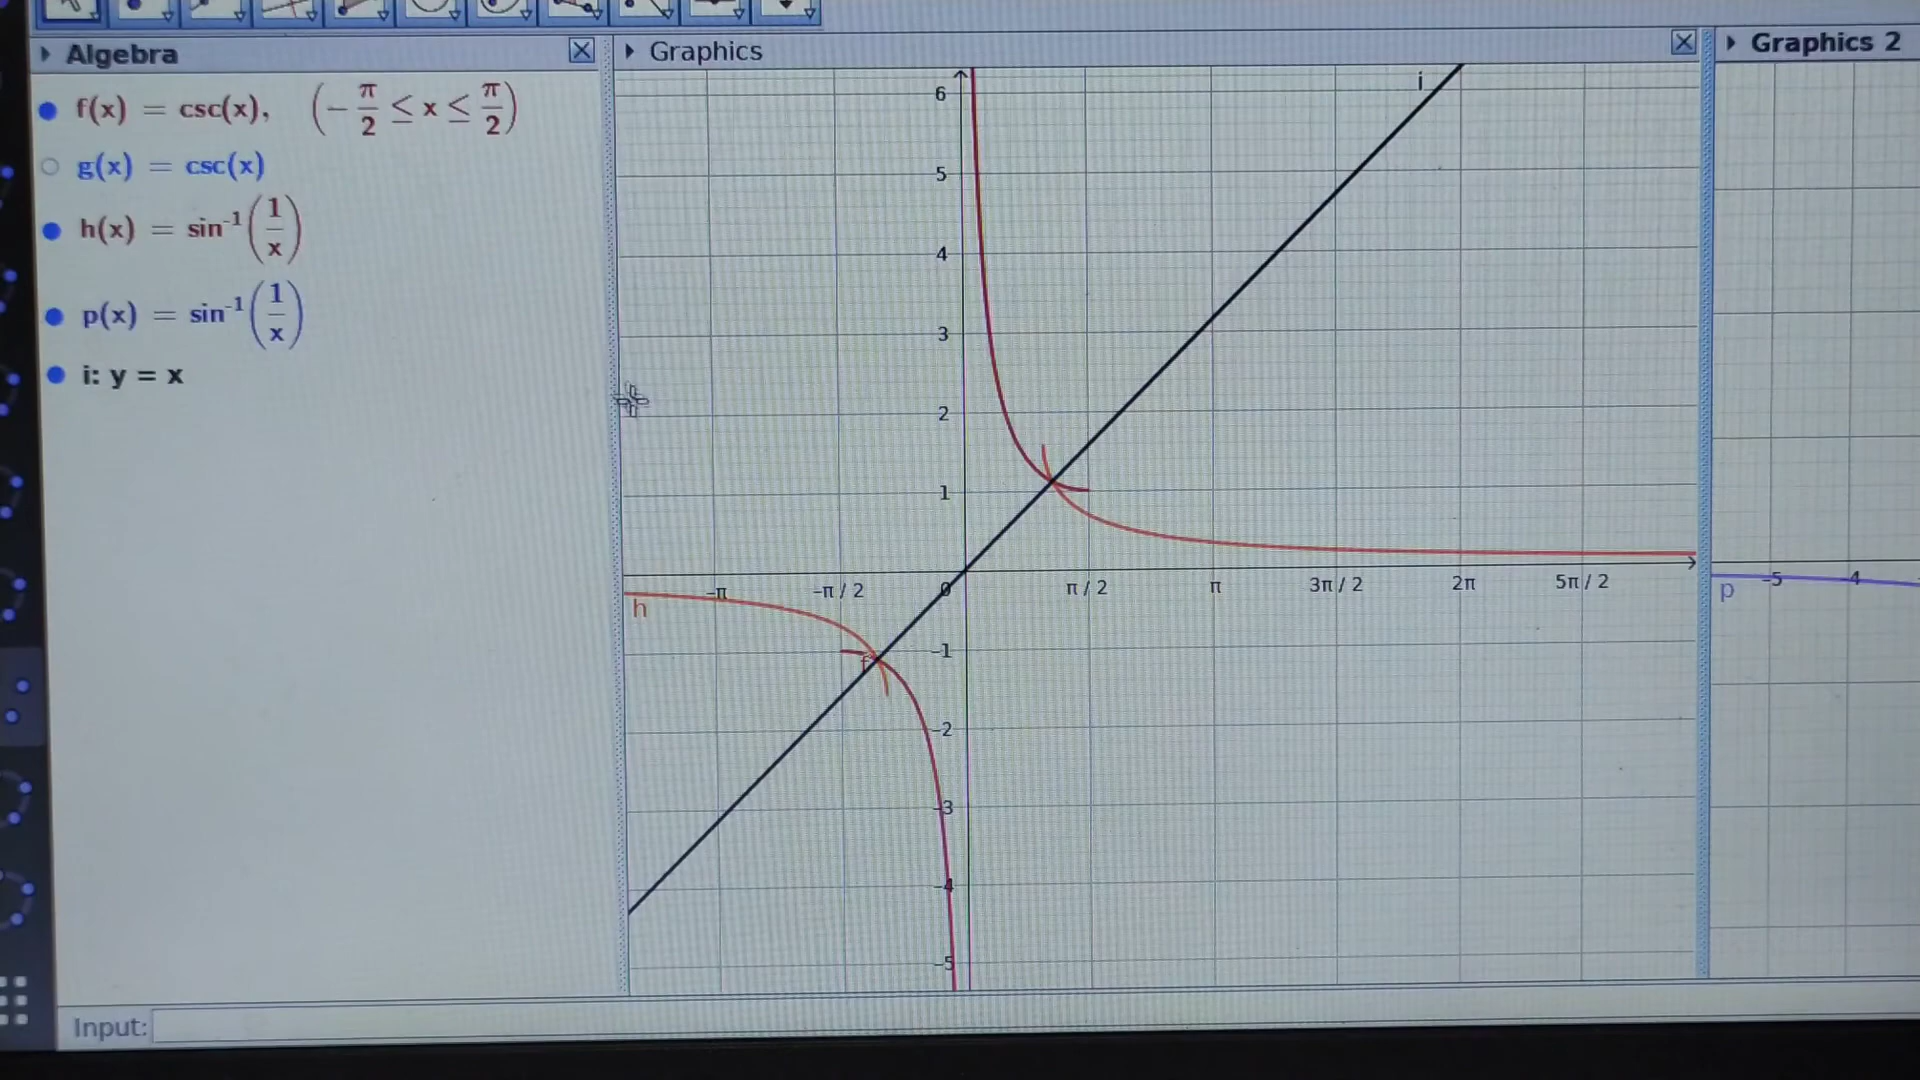 Algebra
Graphics
Graphics 2
f(x) = csc(x), (-π/2 ≤ x ≤ π/2)
g(x) = csc(x)
h(x) = sin⁻¹(1/x)
p(x) = sin⁻¹(1/x)
i: y = x
i
6
5
4
3
2
1
0
-π
-π / 2
π / 2
π
3π / 2
2π
5π / 2
h
f
-1
-2
-3
-4
-5
-5
-4
p
Input: